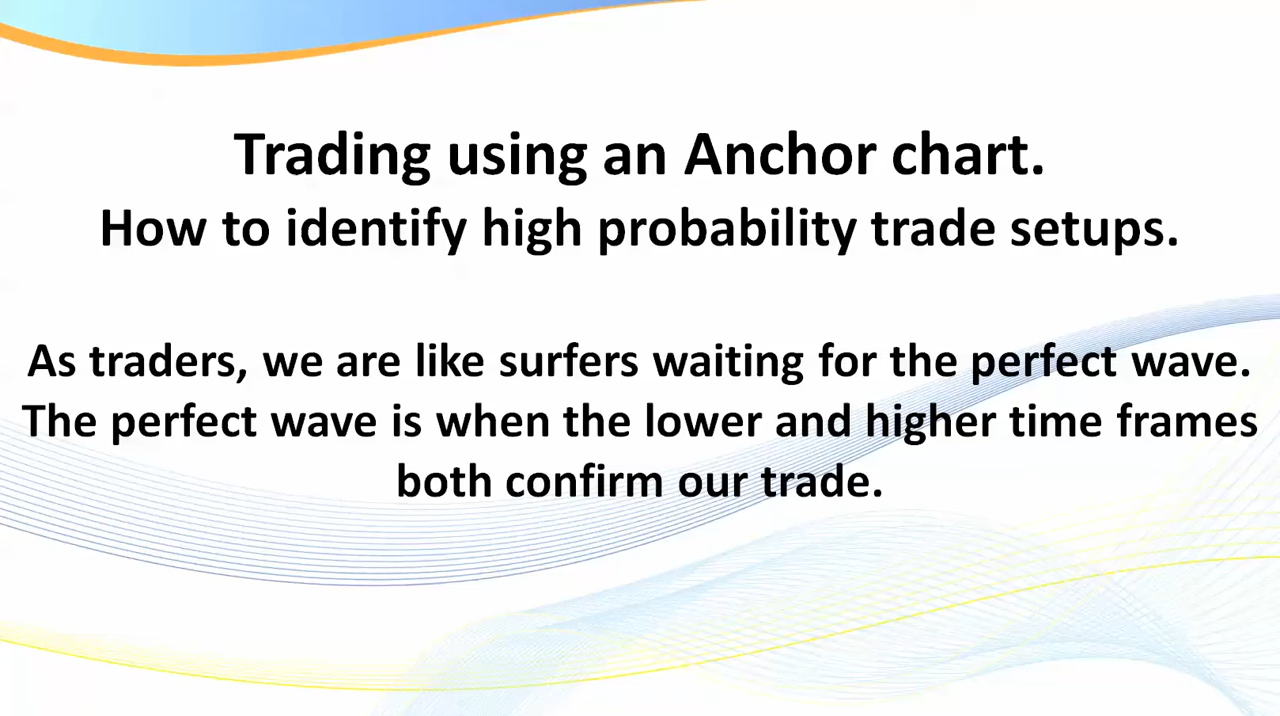 Trading using an Anchor chart.
How to identify high probability trade setups.
As traders, we are like surfers waiting for the perfect wave.
The perfect wave is when the lower and higher time frames
both confirm our trade.